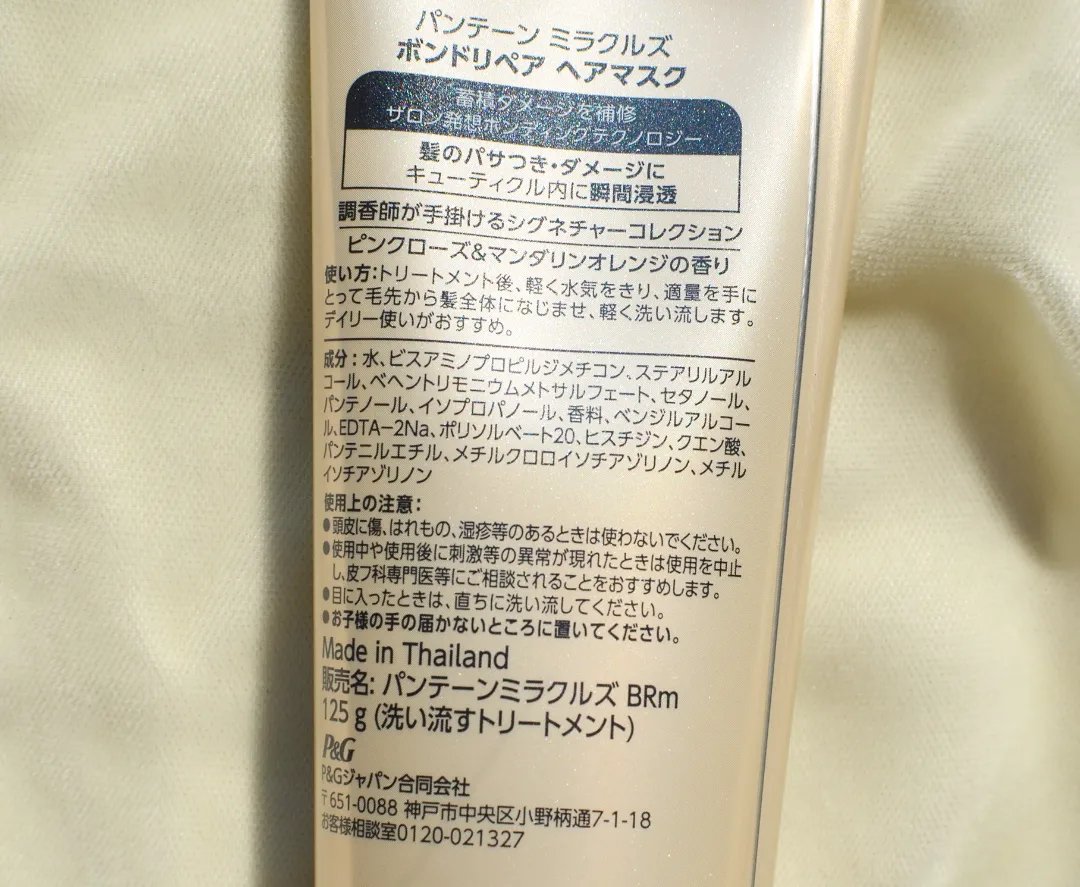 パンテーン ミラクルズ
ボンドリペア ヘアマスク
蓄積ダメージを補修
サロン発想ボンディングテクノロジー
髪のパサつき・ダメージに
キューティクル内に瞬間浸透
調香師が手掛けるシグネチャーコレクション
ピンクローズ&マンダリンオレンジの香り
使い方:トリートメント後、軽く水気をきり、適量を手に
とって毛先から髪全体になじませ、軽く洗い流します。
デイリー使いがおすすめ。
成分:水、ビスアミノプロピルジメチコン、ステアリルアル
コール、ベヘントリモニウムメトサルフェート、セタノール、
パンテノール、イソプロパノール、香料、ベンジルアルコー
ル、EDTA-2Na、ポリソルベート20、ヒスチジン、クエン酸、
パンテニルエチル、メチルクロロイソチアゾリノン、メチル
イソチアゾリノン
使用上の注意:
●頭皮に傷、はれもの、湿疹等のあるときは使わないでください。
●使用中や使用後に刺激等の異常が現れたときは使用を中止
し、皮フ科専門医等にご相談されることをおすすめします。
●目に入ったときは、直ちに洗い流してください。
●お子様の手の届かないところに置いてください。
Made in Thailand
販売名: パンテーンミラクルズ BRm
125 g (洗い流すトリートメント)
P&G
P&Gジャパン合同会社
〒651-0088 神戸市中央区小野柄通7-1-18
お客様相談室0120-021327